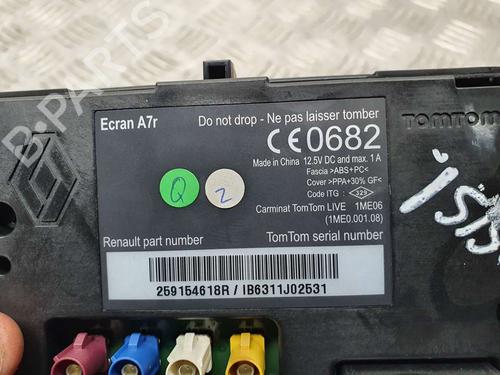 Ecran A7r
Do not drop - Ne pas laisser tomber
CE0682
Made in China 12.5V DC and max. 1 A
Fascia >ABS+PC<
Cover >PPA+30% GF<
Code ITG : 325
Carminat TomTom LIVE 1ME06
(1ME0.001.08)
Q
2
Renault part number
TomTom serial number
259154618R / IB6311J02531
TOMTOM
B-PARTS